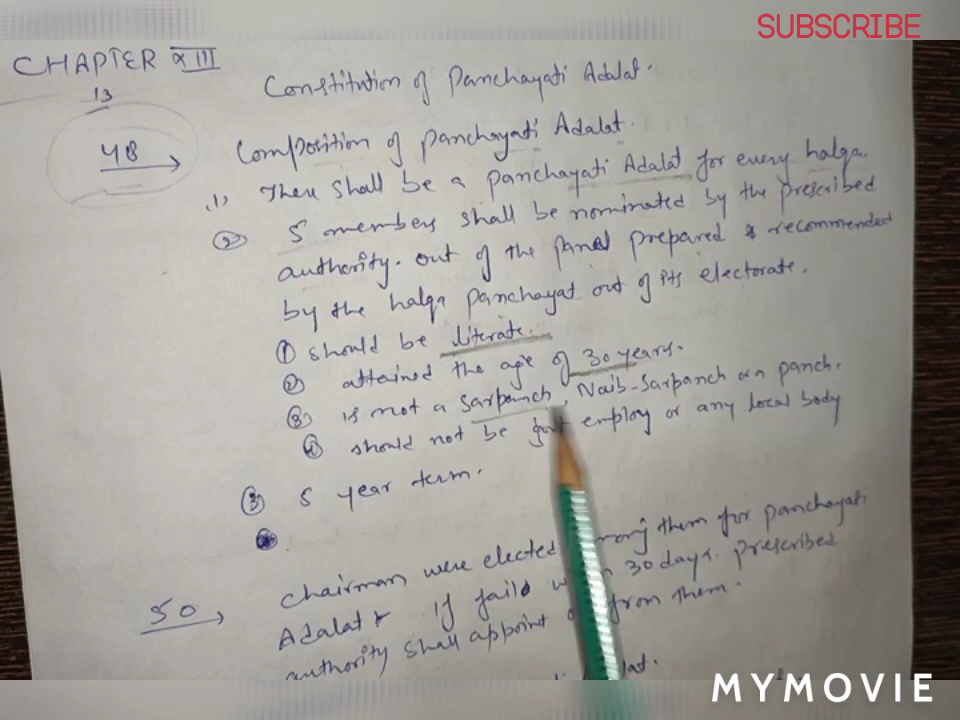 SUBSCRIBE
CHAPTER XIII
13
Constitution of Panchayati Adalat.
48 → Composition of Panchayati Adalat.
(1) There shall be a Panchayati Adalat for every halqa.
(2) 5 members shall be nominated by the prescribed
authority. out of the panel prepared & recommended
by the halqa panchayat out of its electorate.
(1) should be literate.
(2) attained the age of 30 years.
(3) is not a Sarpanch, Naib-Sarpanch or a panch.
(4) should not be govt employ or any local body
(3) 5 year term.
50 → Chairman were elected among them for panchayati
Adalat if faild 30 days. prescribed
authority shall appoint from them.
MYMOVIE